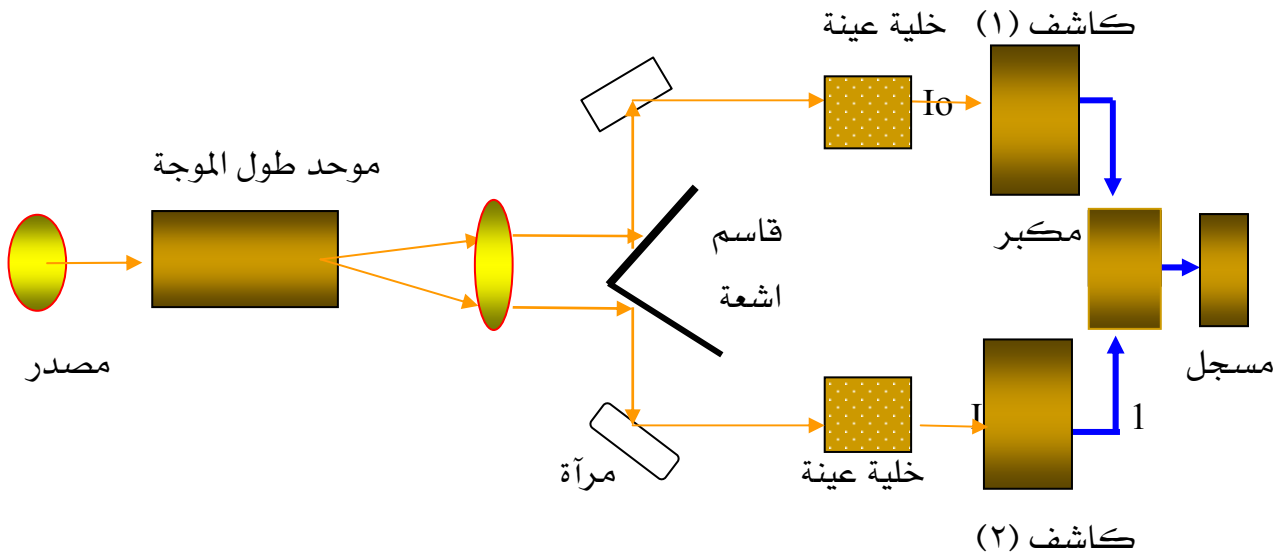 خلية عينة
كاشف (١)
Io
موحد طول الموجة
قاسم
اشعة
مكبر
مصدر
مسجل
I
1
مرآة
خلية عينة
كاشف (٢)